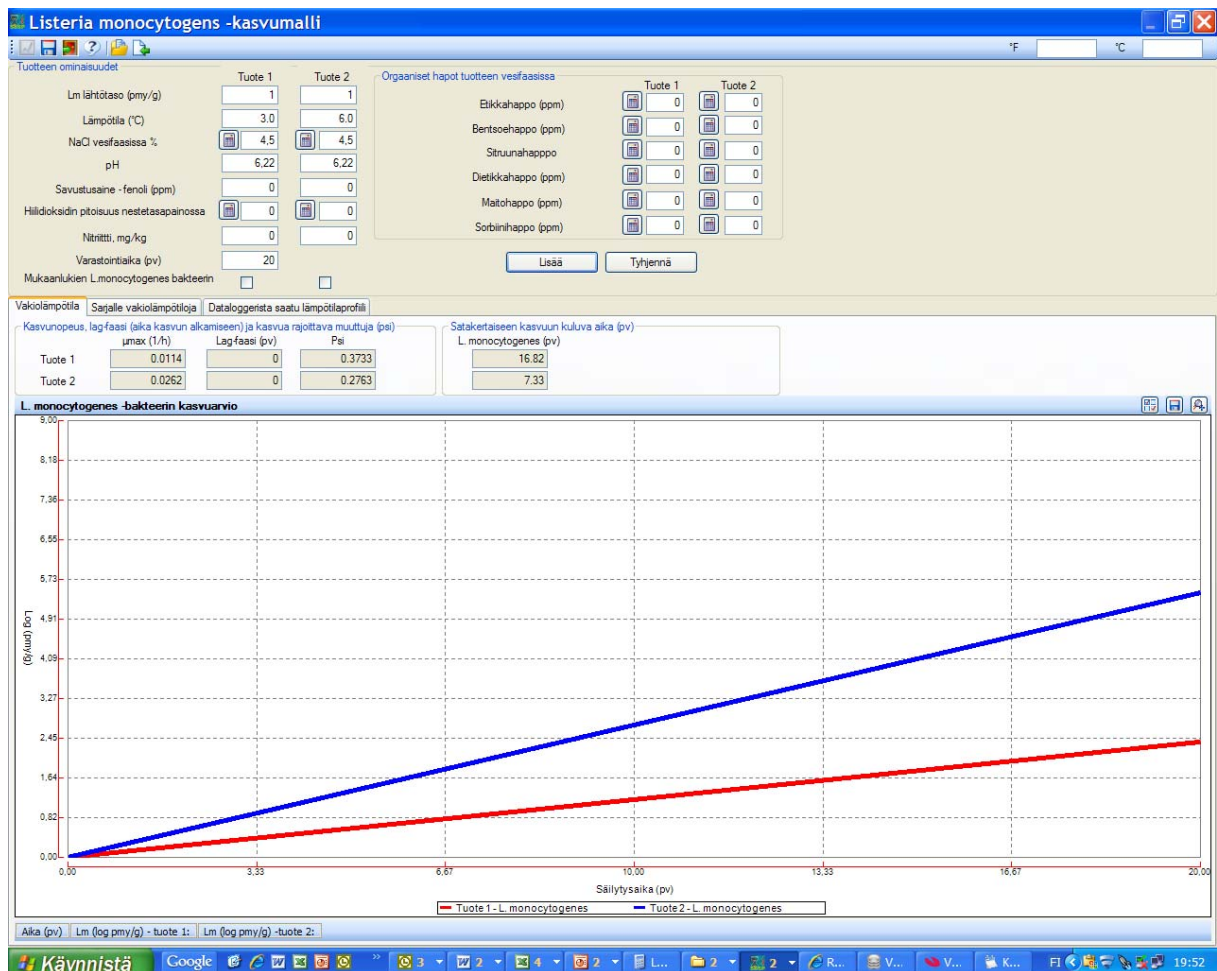 Listeria monocytogens -kasvumalli
°F °C
Tuotteen ominaisuudet
Tuote 1 Tuote 2
Lm lähtötaso (pmy/g) 1 1
Lämpötila (°C) 3.0 6.0
NaCl vesifaasissa % 4,5 4,5
pH 6,22 6,22
Savustusaine - fenoli (ppm) 0 0
Hiilidioksidin pitoisuus nestetasapainossa 0 0
Nitriittti, mg/kg 0 0
Varastointiaika (pv) 20
Mukaanlukien L.monocytogenes bakteerin
Orgaaniset hapot tuotteen vesifaasissa
Tuote 1 Tuote 2
Etikkahappo (ppm) 0 0
Bentsoehappo (ppm) 0 0
Sitruunahapppo 0 0
Dietikkahappo (ppm) 0 0
Maitohappo (ppm) 0 0
Sorbiinihappo (ppm) 0 0
Lisää Tyhjennä
Vakiolämpötila Sarjalle vakiolämpötiloja Dataloggerista saatu lämpötilaprofiili
Kasvunopeus, lag-faasi (aika kasvun alkamiseen) ja kasvua rajoittava muuttuja (psi)
µmax (1/h) Lag-faasi (pv) Psi
Tuote 1 0.0114 0 0.3733
Tuote 2 0.0262 0 0.2763
Satakertaiseen kasvuun kuluva aika (pv)
L. monocytogenes (pv)
16.82
7.33
L. monocytogenes -bakteerin kasvuarvio
9,00
8,18
7,36
6,55
5,73
4,91
4,09
3,27
2,45
1,64
0,82
0,00
Log (pmy/g)
0,00 3,33 6,67 10,00 13,33 16,67 20,00
Säilytysaika (pv)
Tuote 1 - L. monocytogenes Tuote 2 - L. monocytogenes
Aika (pv) Lm (log pmy/g) - tuote 1: Lm (log pmy/g) -tuote 2:
Käynnistä Google » 3 2 4 2 L... 2 2 R... V... V... K... FI 19:52